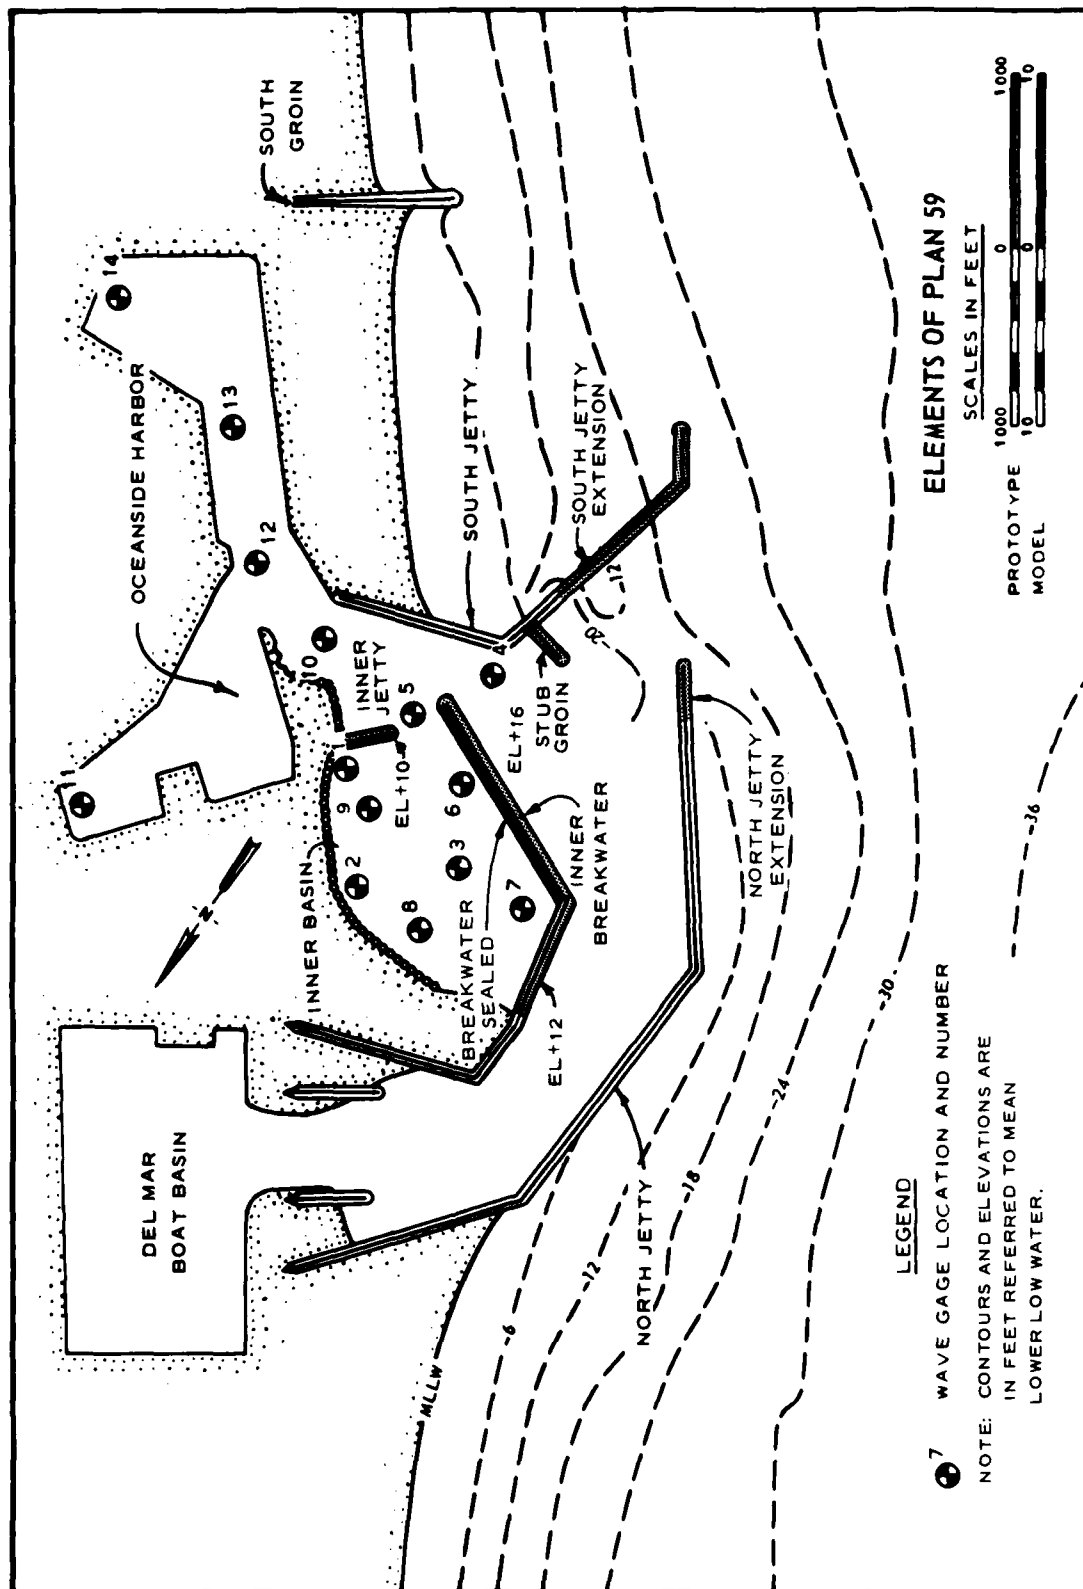 SOUTH
GROIN
14
OCEANSIDE HARBOR
13
12
11
10
DEL MAR
BOAT BASIN
INNER BASIN
INNER
JETTY
EL+10
1
9
2
8
3
6
5
7
4
BREAKWATER
SEALED
INNER
BREAKWATER
EL+12
EL+16
STUB
GROIN
SOUTH JETTY
SOUTH JETTY
EXTENSION
-12
-20
NORTH JETTY
EXTENSION
NORTH JETTY
N
MLLW
-6
-12
-18
-24
-30
-36
ELEMENTS OF PLAN 59
SCALES IN FEET
PROTOTYPE 1000 0 1000
MODEL 10 0 10
LEGEND
7 WAVE GAGE LOCATION AND NUMBER
NOTE: CONTOURS AND ELEVATIONS ARE
IN FEET REFERRED TO MEAN
LOWER LOW WATER.